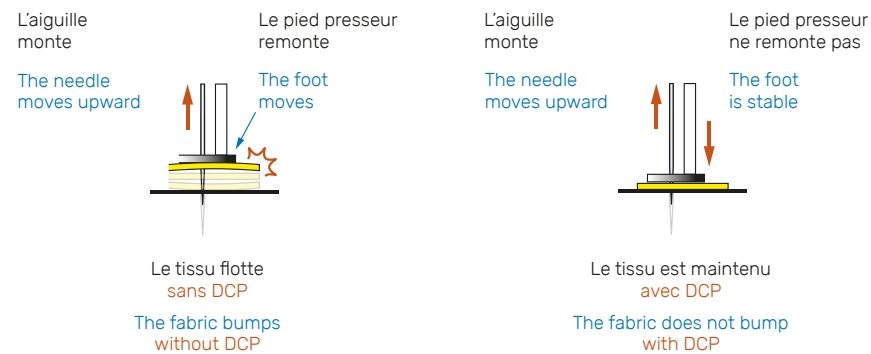 L'aiguille
monte
Le pied presseur
remonte
The needle
moves upward
The foot
moves
Le tissu flotte
sans DCP
The fabric bumps
without DCP
L'aiguille
monte
Le pied presseur
ne remonte pas
The needle
moves upward
The foot
is stable
Le tissu est maintenu
avec DCP
The fabric does not bump
with DCP